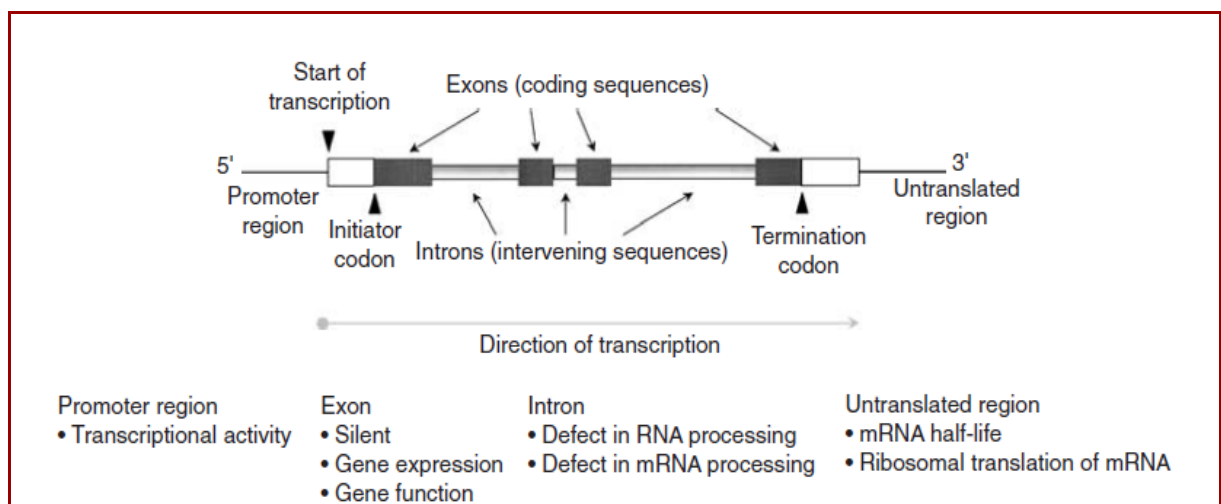 Start of
transcription
Exons (coding sequences)
5'
3'
Promoter
region
Initiator
codon
Introns (intervening sequences)
Termination
codon
Untranslated
region
Direction of transcription
Promoter region
• Transcriptional activity
Exon
• Silent
• Gene expression
• Gene function
Intron
• Defect in RNA processing
• Defect in mRNA processing
Untranslated region
• mRNA half-life
• Ribosomal translation of mRNA